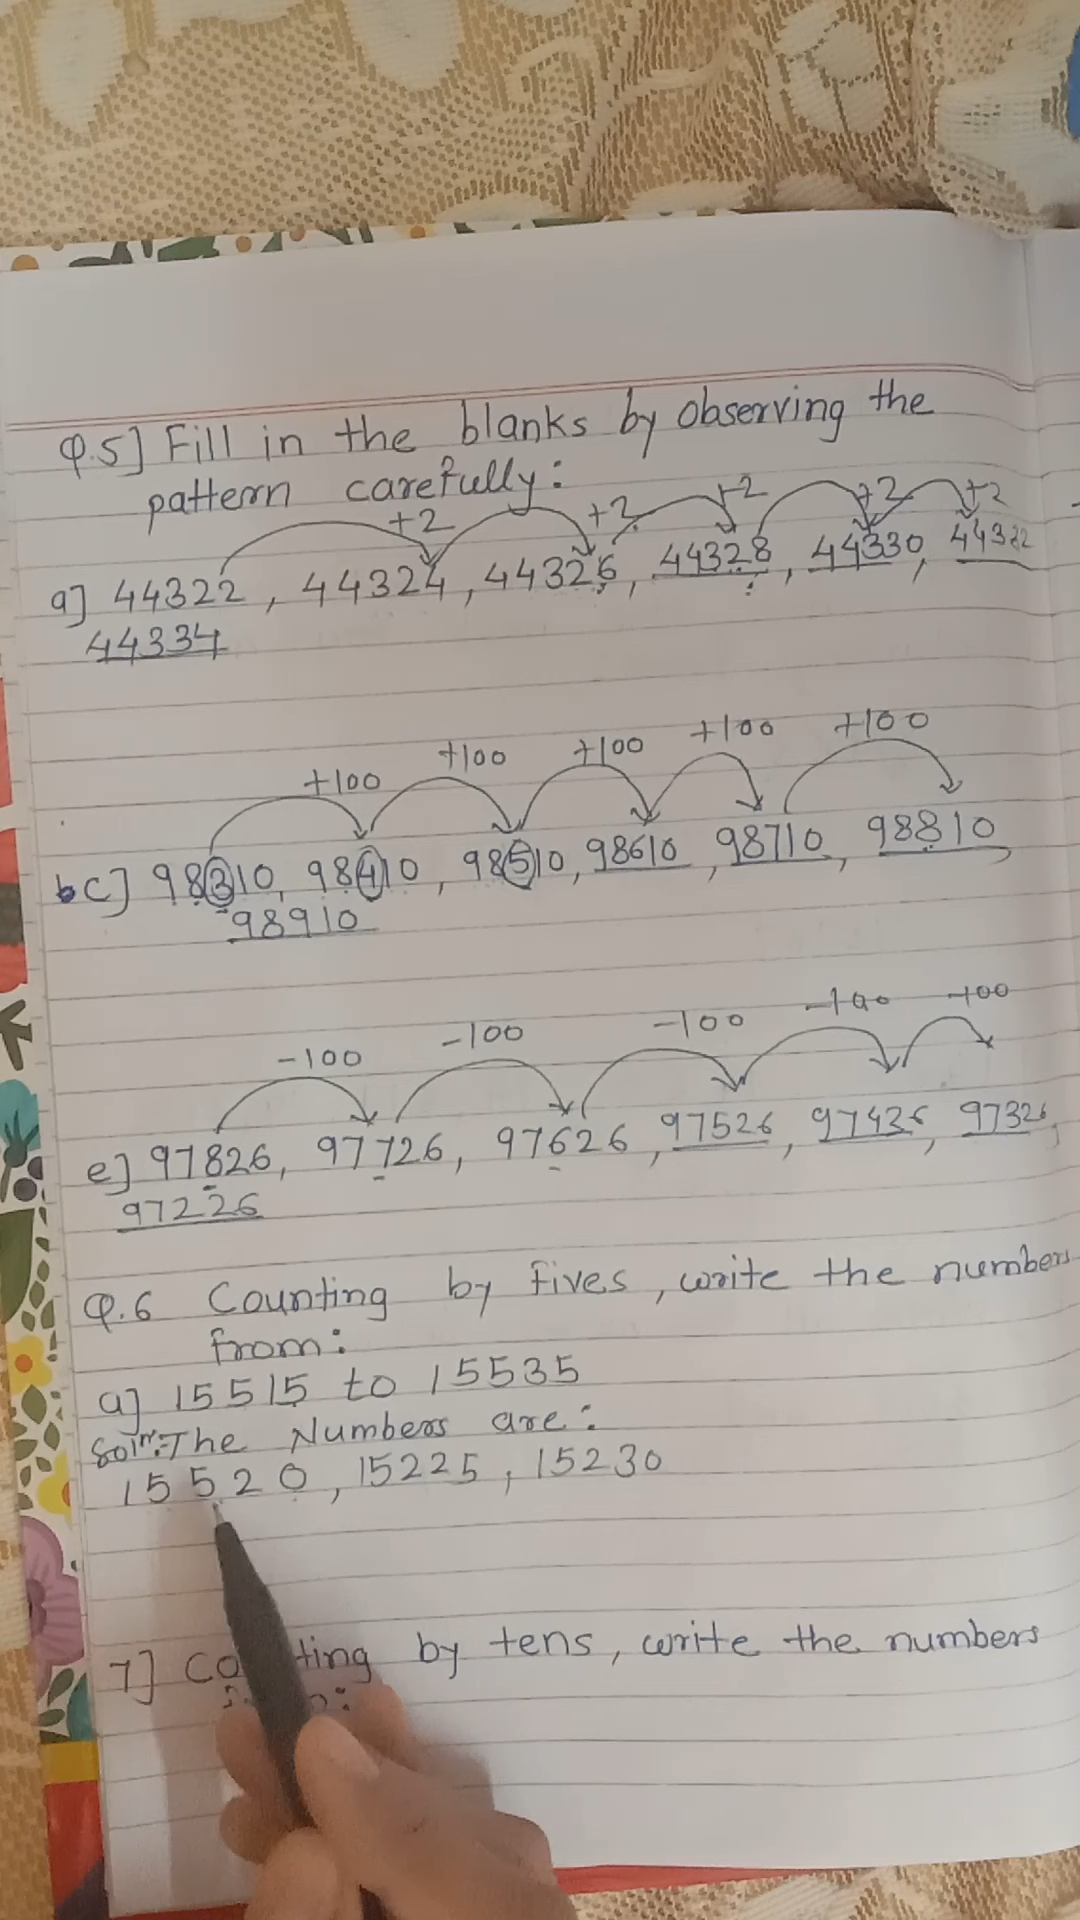 Q.5] Fill in the blanks by observing the
pattern carefully:
+2 +2 +2 +2 +2
a] 44322, 44324, 44326, 44328, 44330, 44322
44334
+100 +100 +100 +100 +100
bc] 98310, 98410, 98510, 98610, 98710, 98810
98910
-100 -100 -100 -100 -100
e] 97826, 97726, 97626, 97526, 97426, 97326,
97226
Q.6 Counting by fives, write the numbers
from:
a] 15515 to 15535
Soln:-The Numbers are:
15520, 15225, 15230
7] by tens, write the numbers